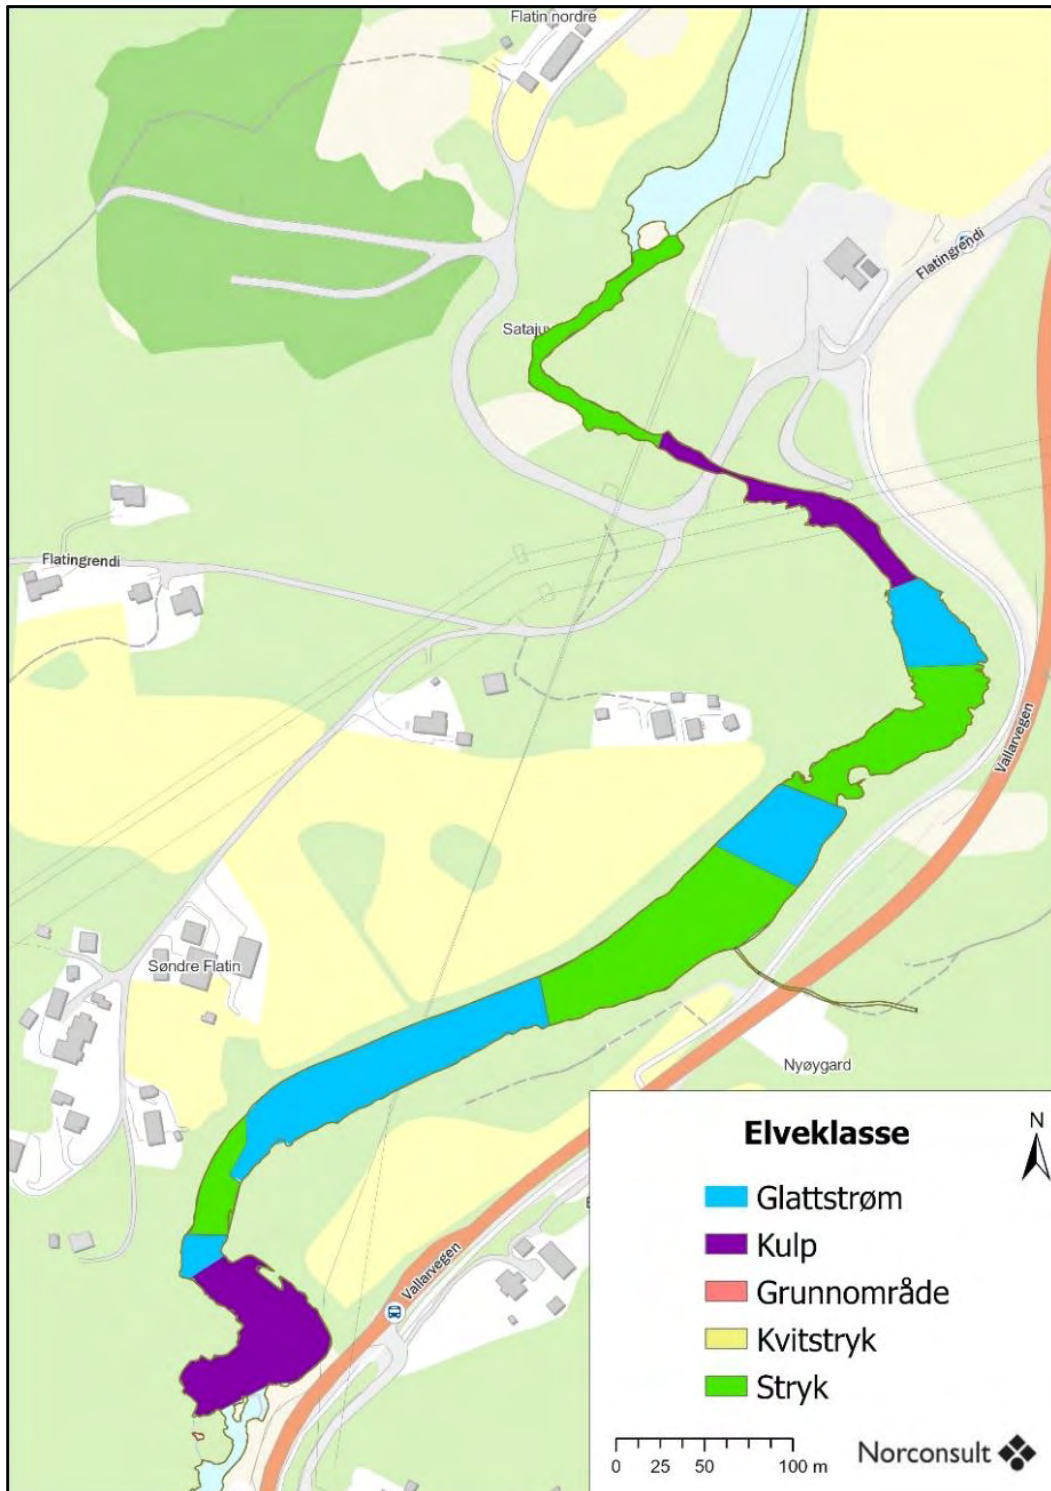 Flatin nordre
Flatingrendi
Flatingrendi
Vallarvegen
Søndre Flatin
Nyøygard
Vallarvegen
Elveklasse
N
Glattstrøm
Kulp
Grunnområde
Kvitstryk
Stryk
0 25 50 100 m
Norconsult